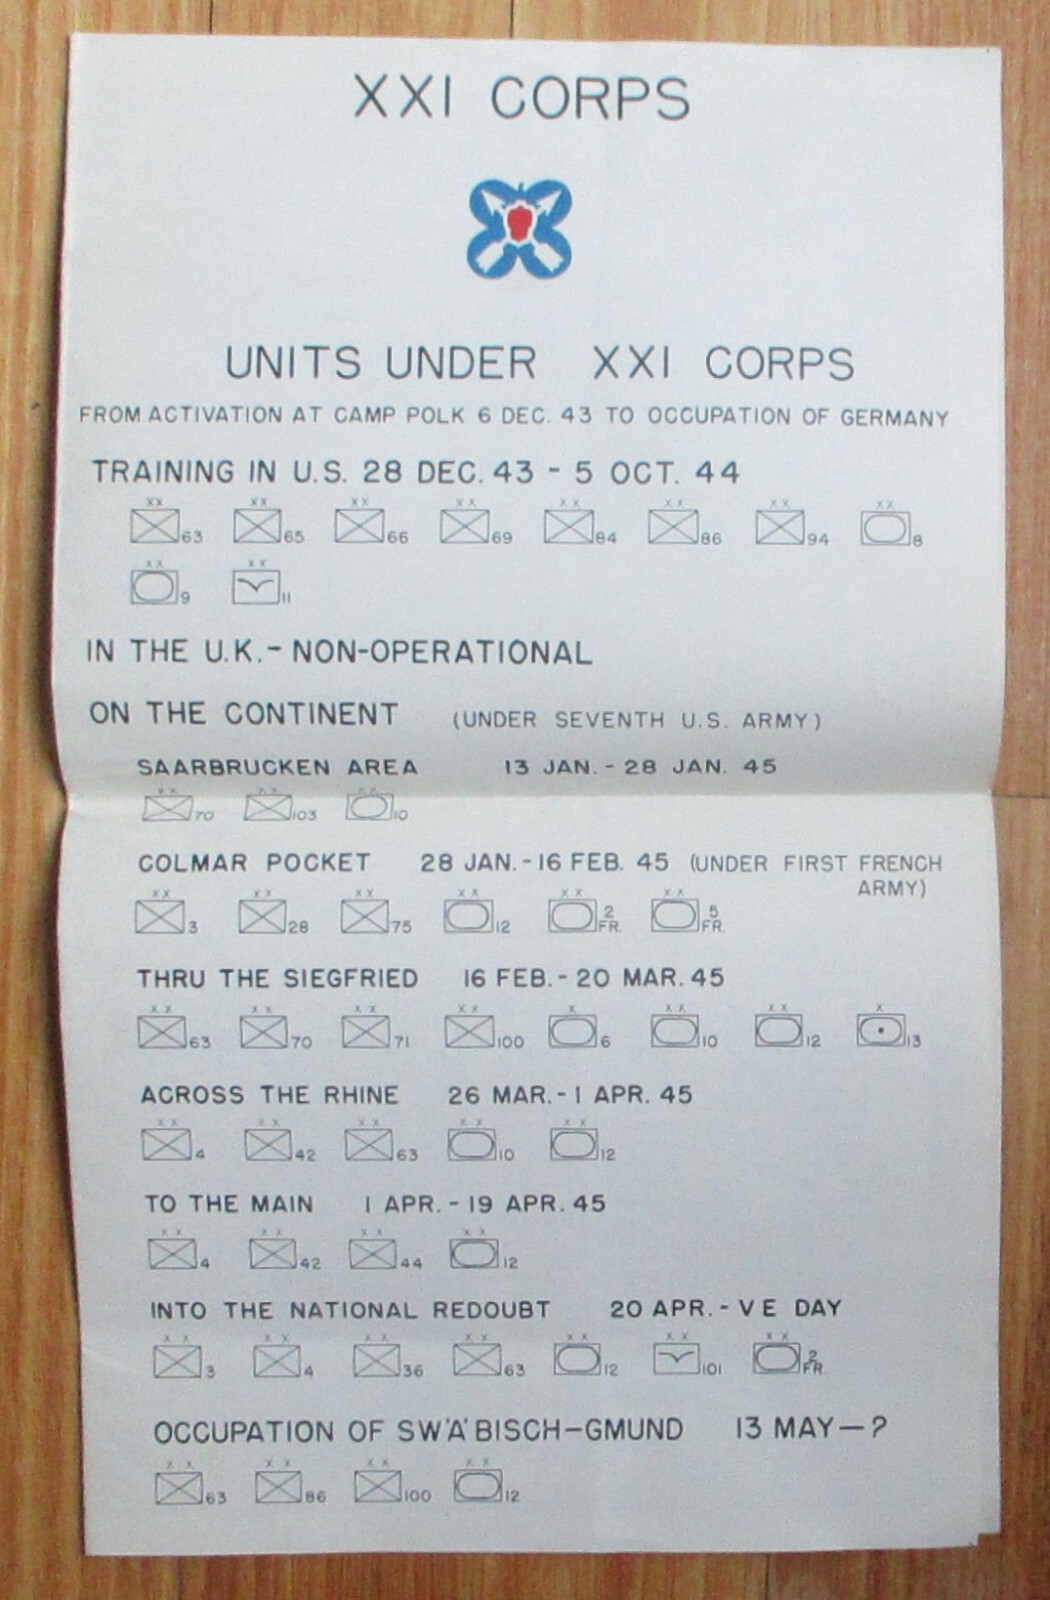 XXI CORPS
UNITS UNDER XXI CORPS
FROM ACTIVATION AT CAMP POLK 6 DEC. 43 TO OCCUPATION OF GERMANY
TRAINING IN U.S. 28 DEC. 43 - 5 OCT. 44
XX XX XX XX XX XX XX XX
63 65 66 69 84 86 94 8
XX XX
9 11
IN THE U.K.- NON-OPERATIONAL
ON THE CONTINENT (UNDER SEVENTH U.S. ARMY)
SAARBRUCKEN AREA 13 JAN. - 28 JAN. 45
XX XX XX
70 103 10
COLMAR POCKET 28 JAN. - 16 FEB. 45 (UNDER FIRST FRENCH
ARMY)
XX XX XX XX XX XX
3 28 75 12 2 FR. 5 FR.
THRU THE SIEGFRIED 16 FEB. - 20 MAR. 45
XX XX XX XX X XX XX X
63 70 71 100 6 10 12 13
ACROSS THE RHINE 26 MAR. - 1 APR. 45
XX XX XX XX XX
4 42 63 10 12
TO THE MAIN 1 APR. - 19 APR. 45
XX XX XX XX
4 42 44 12
INTO THE NATIONAL REDOUBT 20 APR. - V E DAY
XX XX XX XX XX XX XX
3 4 36 63 12 101 2 FR.
OCCUPATION OF SW'A'BISCH-GMUND 13 MAY — ?
XX XX XX XX
63 86 100 12